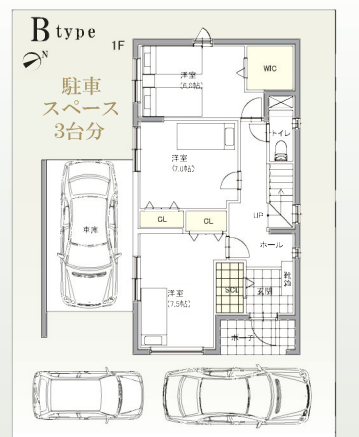 B type
1F
N
駐車
スペース
3台分
洋室
(6.0帖)
WIC
トイレ
洋室
(7.0帖)
UP
CL
CL
車庫
ホール
洋室
(7.5帖)
SCL
玄関
ポーチ